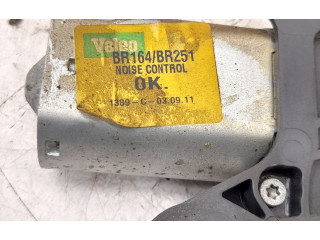 Valeo
BR164/BR251
NOISE CONTROL
OK.
1389-C-03.09.11